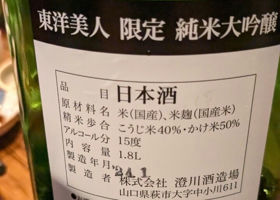 東洋美人 限定 純米大吟醸
品目 日本酒
原材料名 米(国産)、米麹(国産米)
精米歩合 こうじ米40%・かけ米50%
アルコール分 15度
内容量 1.8L
製造年月 24.1
製造者 株式会社 澄川酒造場
山口県萩市大字中小川611